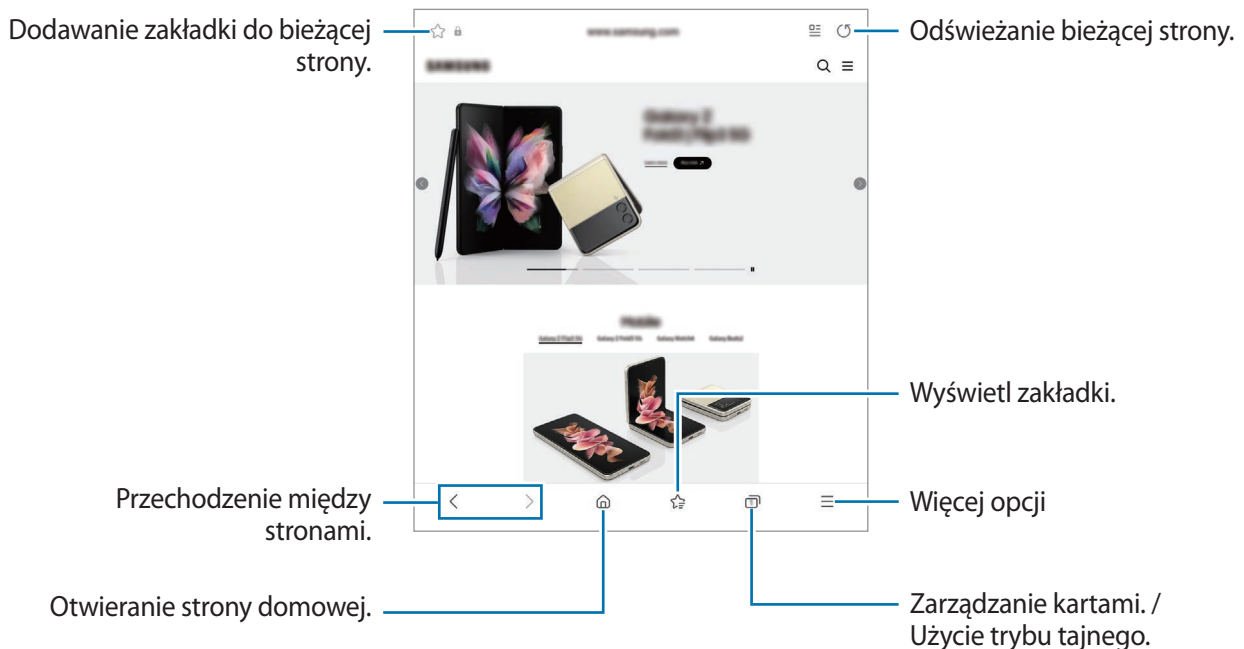 Dodawanie zakładki do bieżącej
strony.
Odświeżanie bieżącej strony.
www.samsung.com
SAMSUNG
Wyświetl zakładki.
Przechodzenie między
stronami.
Więcej opcji
Otwieranie strony domowej.
Zarządzanie kartami. /
Użycie trybu tajnego.